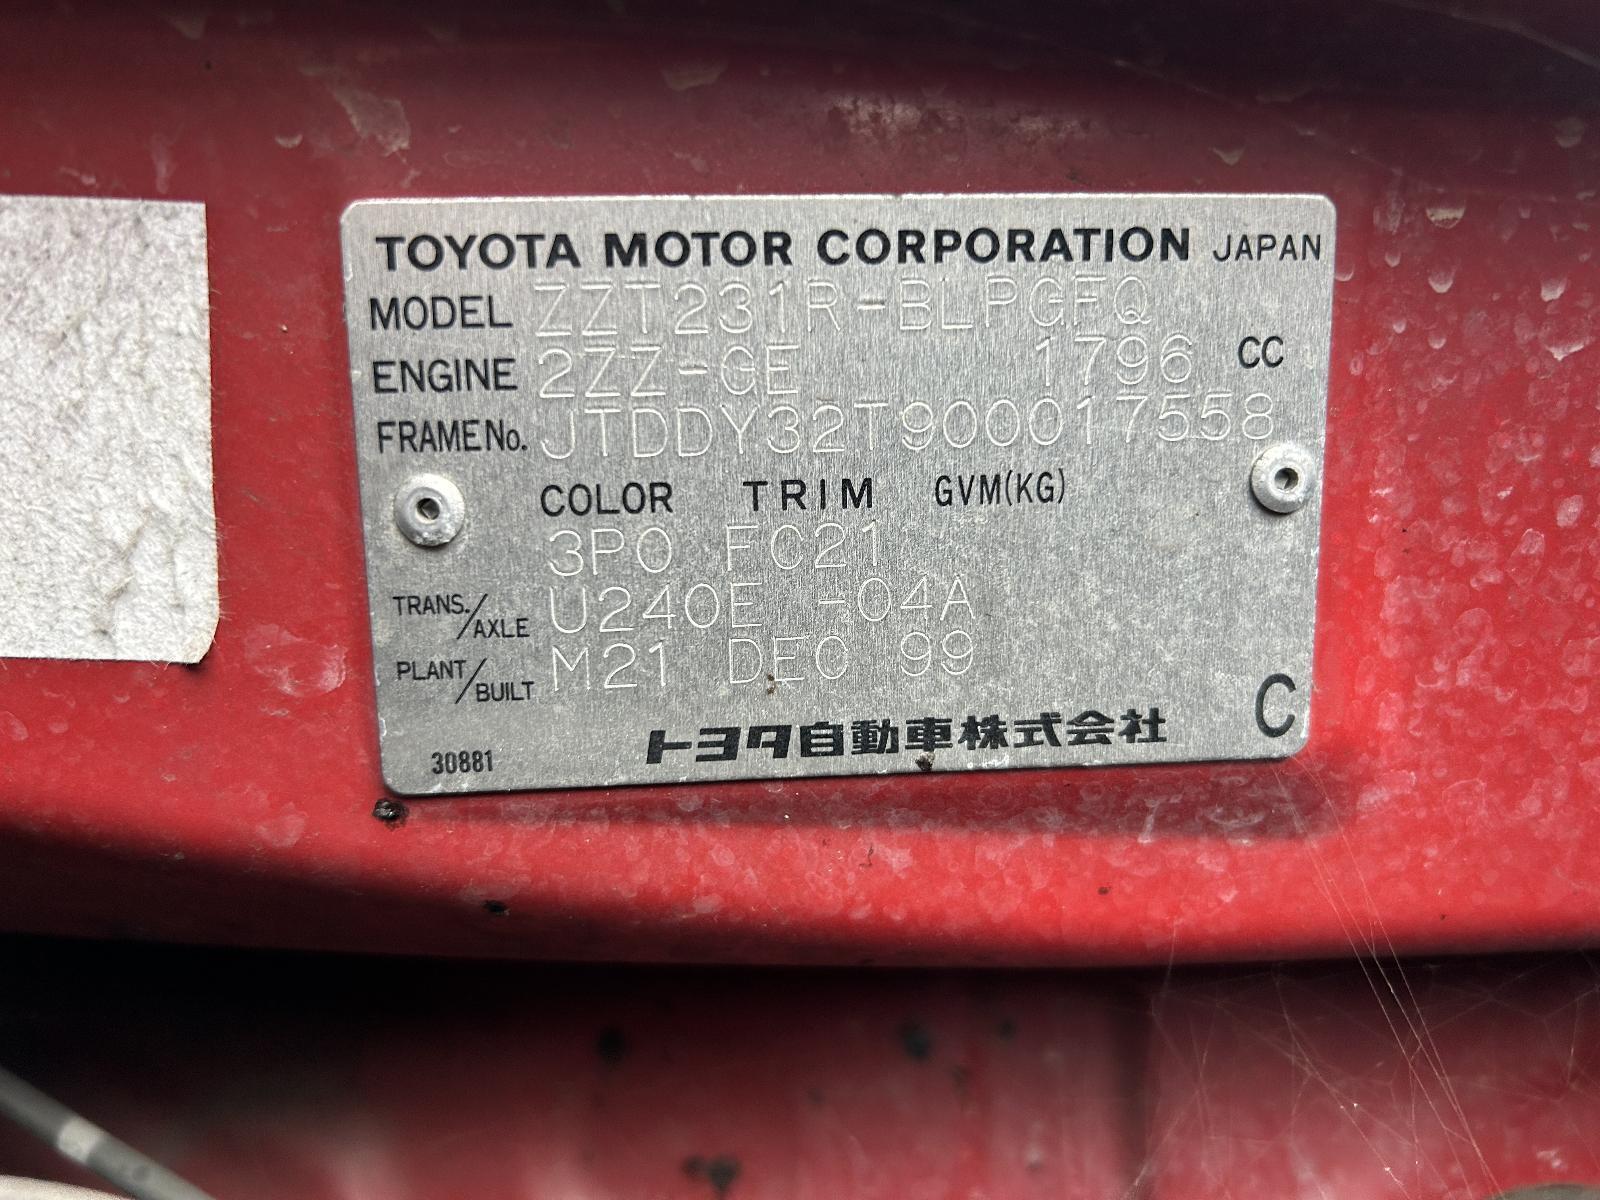 TOYOTA MOTOR CORPORATION JAPAN
MODEL ZZT231R-BLPGFQ
ENGINE 2ZZ-GE 1796 CC
FRAME No. JTDDY32T900017558
COLOR TRIM GVM(KG)
3P0 FC21
TRANS./AXLE U240E -04A
PLANT/BUILT M21 DEC 99
トヨタ自動車株式会社 C
30881